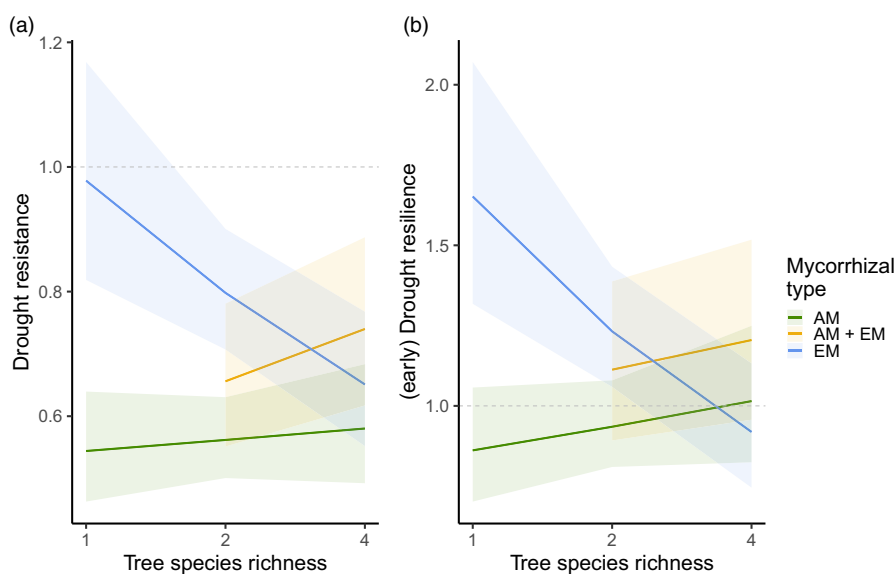 (a)
1.2
1.0
0.8
0.6
Drought resistance
1 2 4
Tree species richness
(b)
2.0
1.5
1.0
(early) Drought resilience
1 2 4
Tree species richness
Mycorrhizal
type
AM
AM + EM
EM